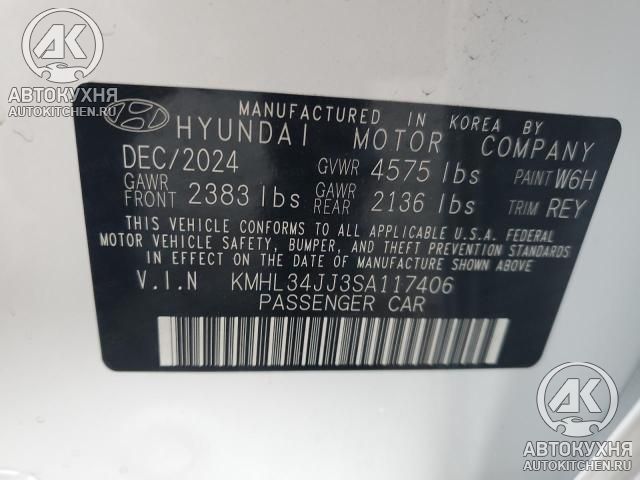 AK
АВТОКУХНЯ
AUTOKITCHEN.RU
MANUFACTURED IN KOREA BY
HYUNDAI MOTOR COMPANY
DEC/2024 GVWR 4575 lbs PAINT W6H
GAWR FRONT 2383 lbs GAWR REAR 2136 lbs TRIM REY
THIS VEHICLE CONFORMS TO ALL APPLICABLE U.S.A. FEDERAL
MOTOR VEHICLE SAFETY, BUMPER, AND THEFT PREVENTION STANDARDS
IN EFFECT ON THE DATE OF MANUFACTURE SHOWN ABOVE
V.I.N KMHL34JJ3SA117406
PASSENGER CAR
AK
АВТОКУХНЯ
AUTOKITCHEN.RU